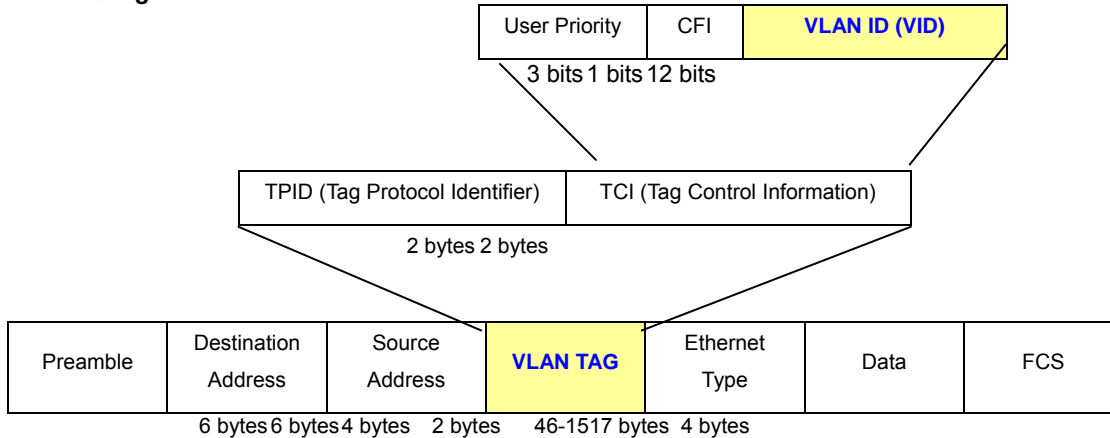 User Priority CFI VLAN ID (VID)
3 bits 1 bits 12 bits
TPID (Tag Protocol Identifier) TCI (Tag Control Information)
2 bytes 2 bytes
Preamble Destination Address Source Address VLAN TAG Ethernet Type Data FCS
6 bytes 6 bytes 4 bytes 2 bytes 46-1517 bytes 4 bytes